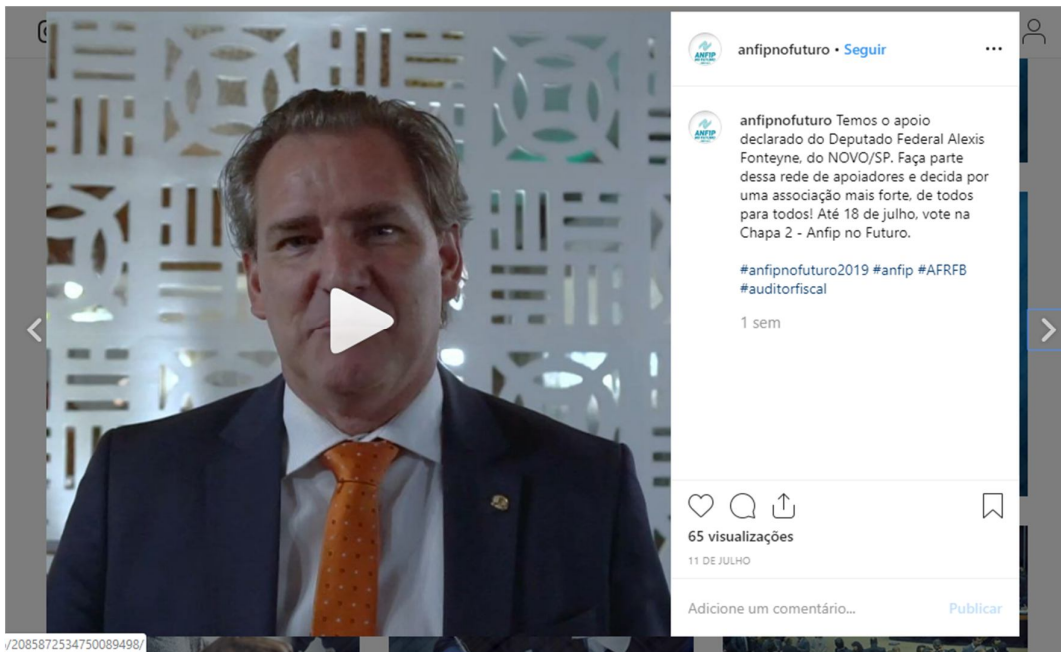 anfipnofuturo • Seguir
ANFIP
anfipnofuturo Temos o apoio
declarado do Deputado Federal Alexis
Fonteyne, do NOVO/SP. Faça parte
dessa rede de apoiadores e decida por
uma associação mais forte, de todos
para todos! Até 18 de julho, vote na
Chapa 2 - Anfip no Futuro.
#anfipnofuturo2019 #anfip #AFRFB
#auditorfiscal
1 sem
ANFIP
65 visualizações
11 DE JULHO
Adicione um comentário... Publicar
/2085872534750089498/